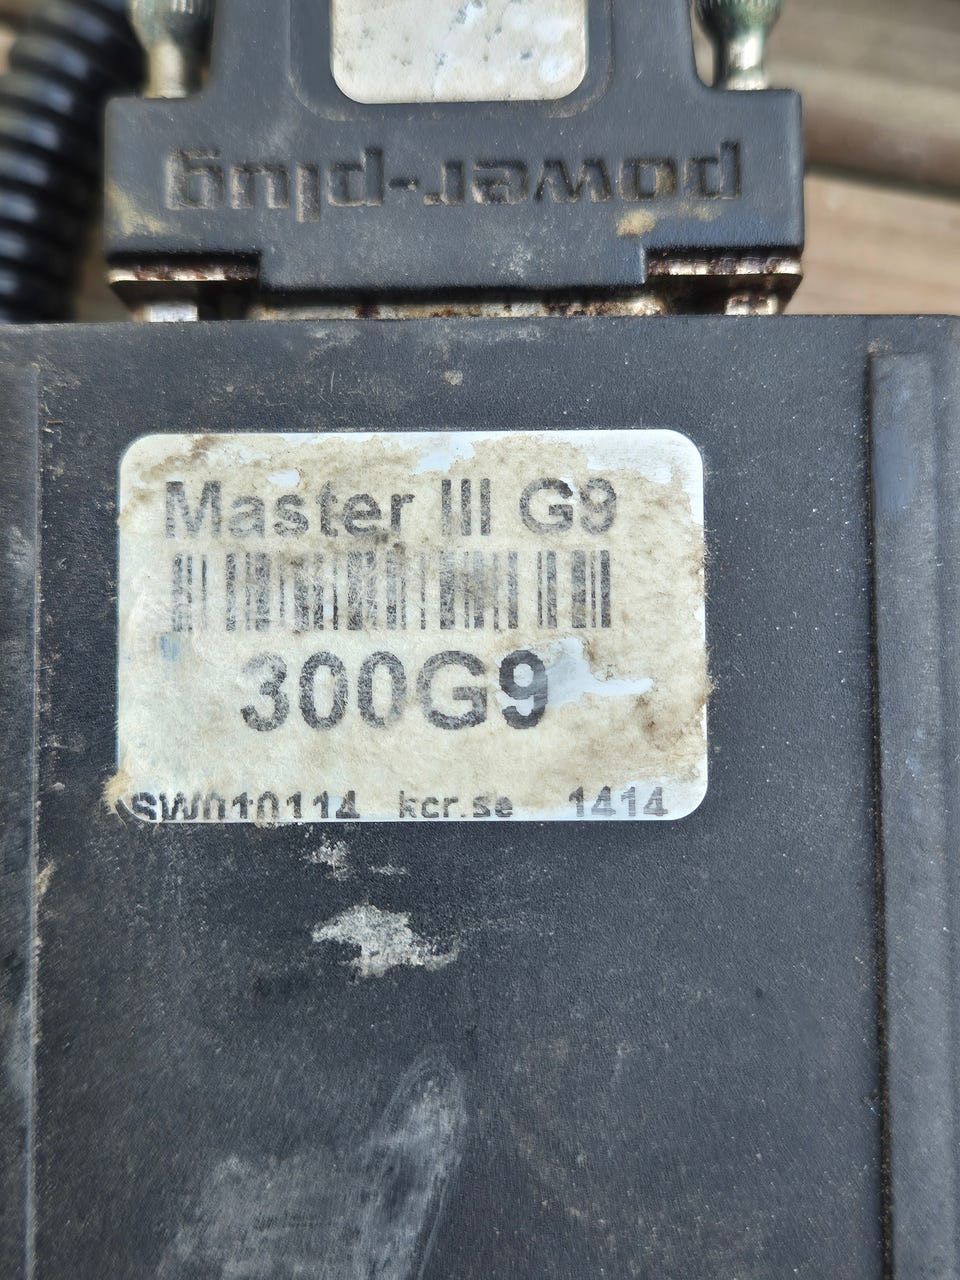 power-plug
Master III G9
300G9
SW010114 kcr.se 1414